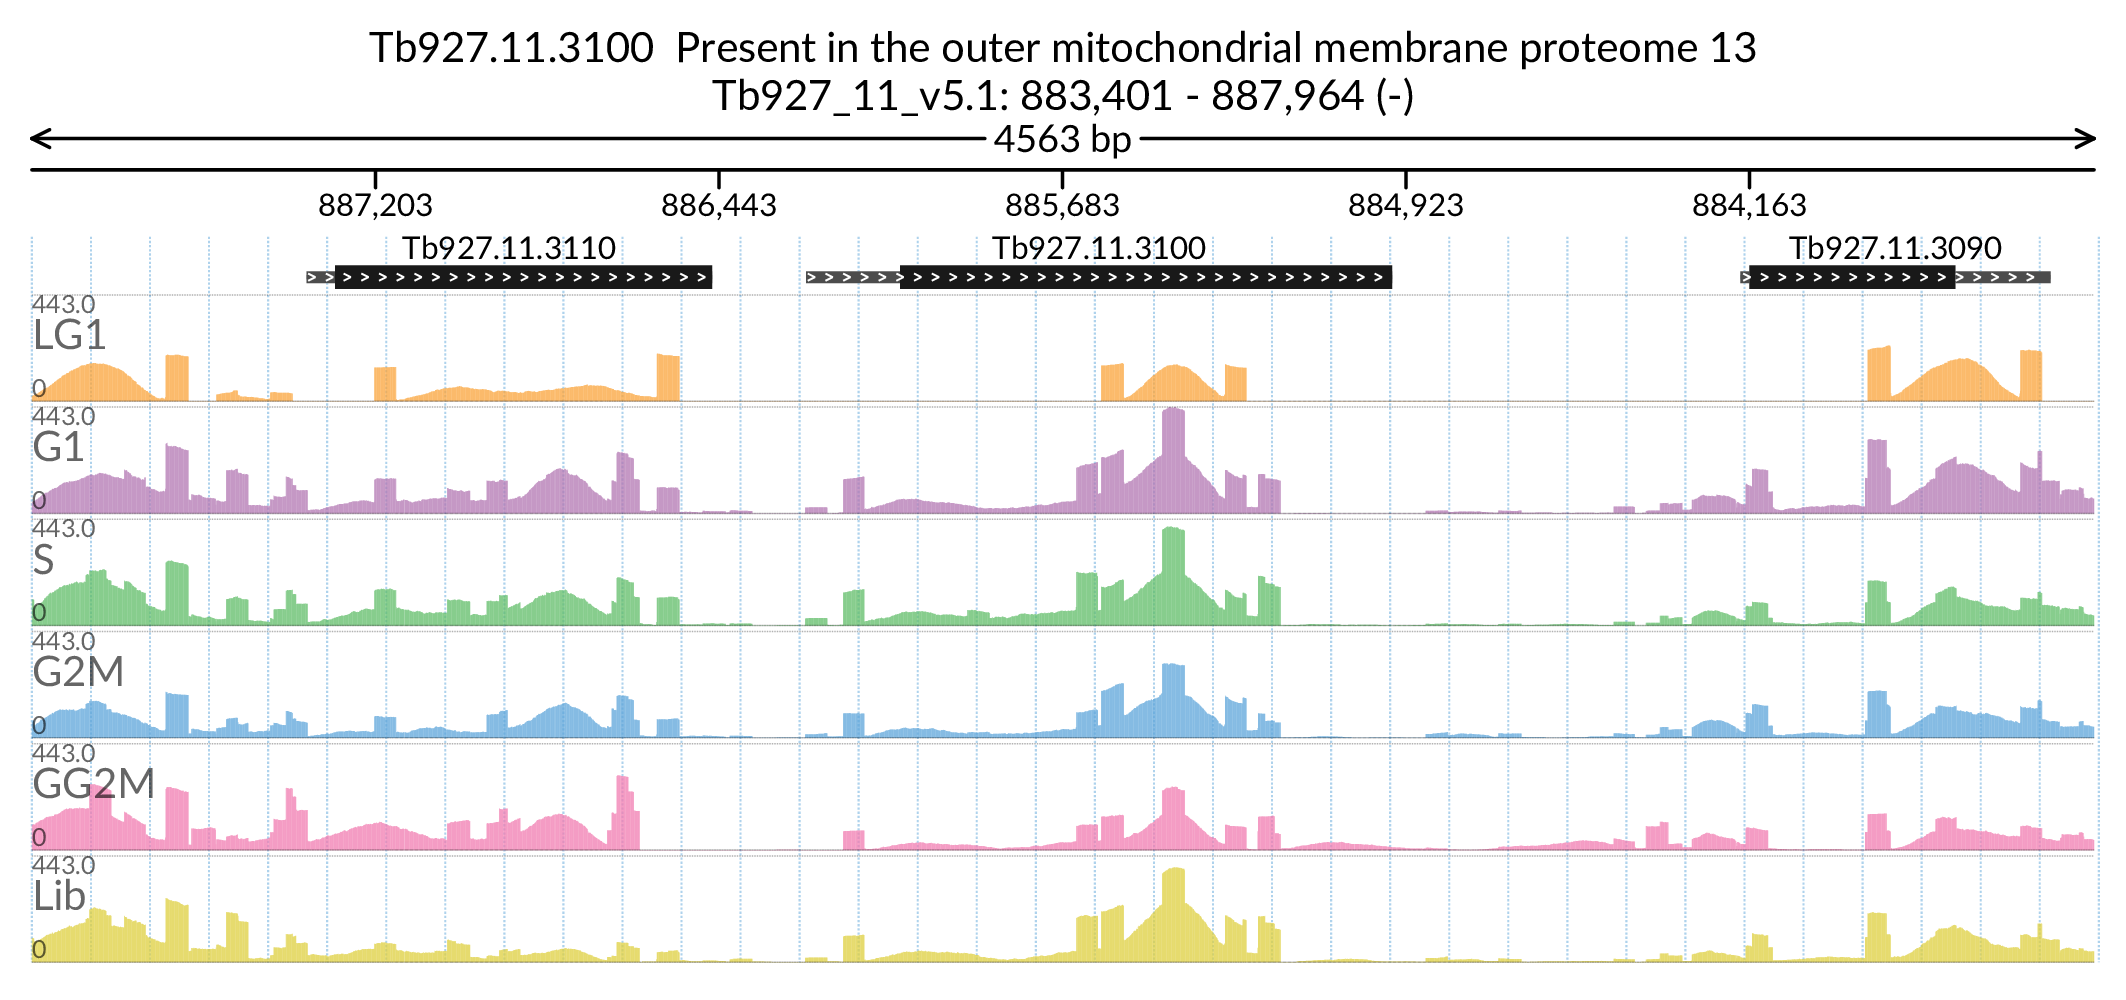 Tb927.11.3100  Present in the outer mitochondrial membrane proteome 13
Tb927_11_v5.1: 883,401 - 887,964 (-)
4563 bp
887,203 886,443 885,683 884,923 884,163
Tb927.11.3110 Tb927.11.3100 Tb927.11.3090
443.0
LG1
0
443.0
G1
0
443.0
S
0
443.0
G2M
0
443.0
GG2M
0
443.0
Lib
0